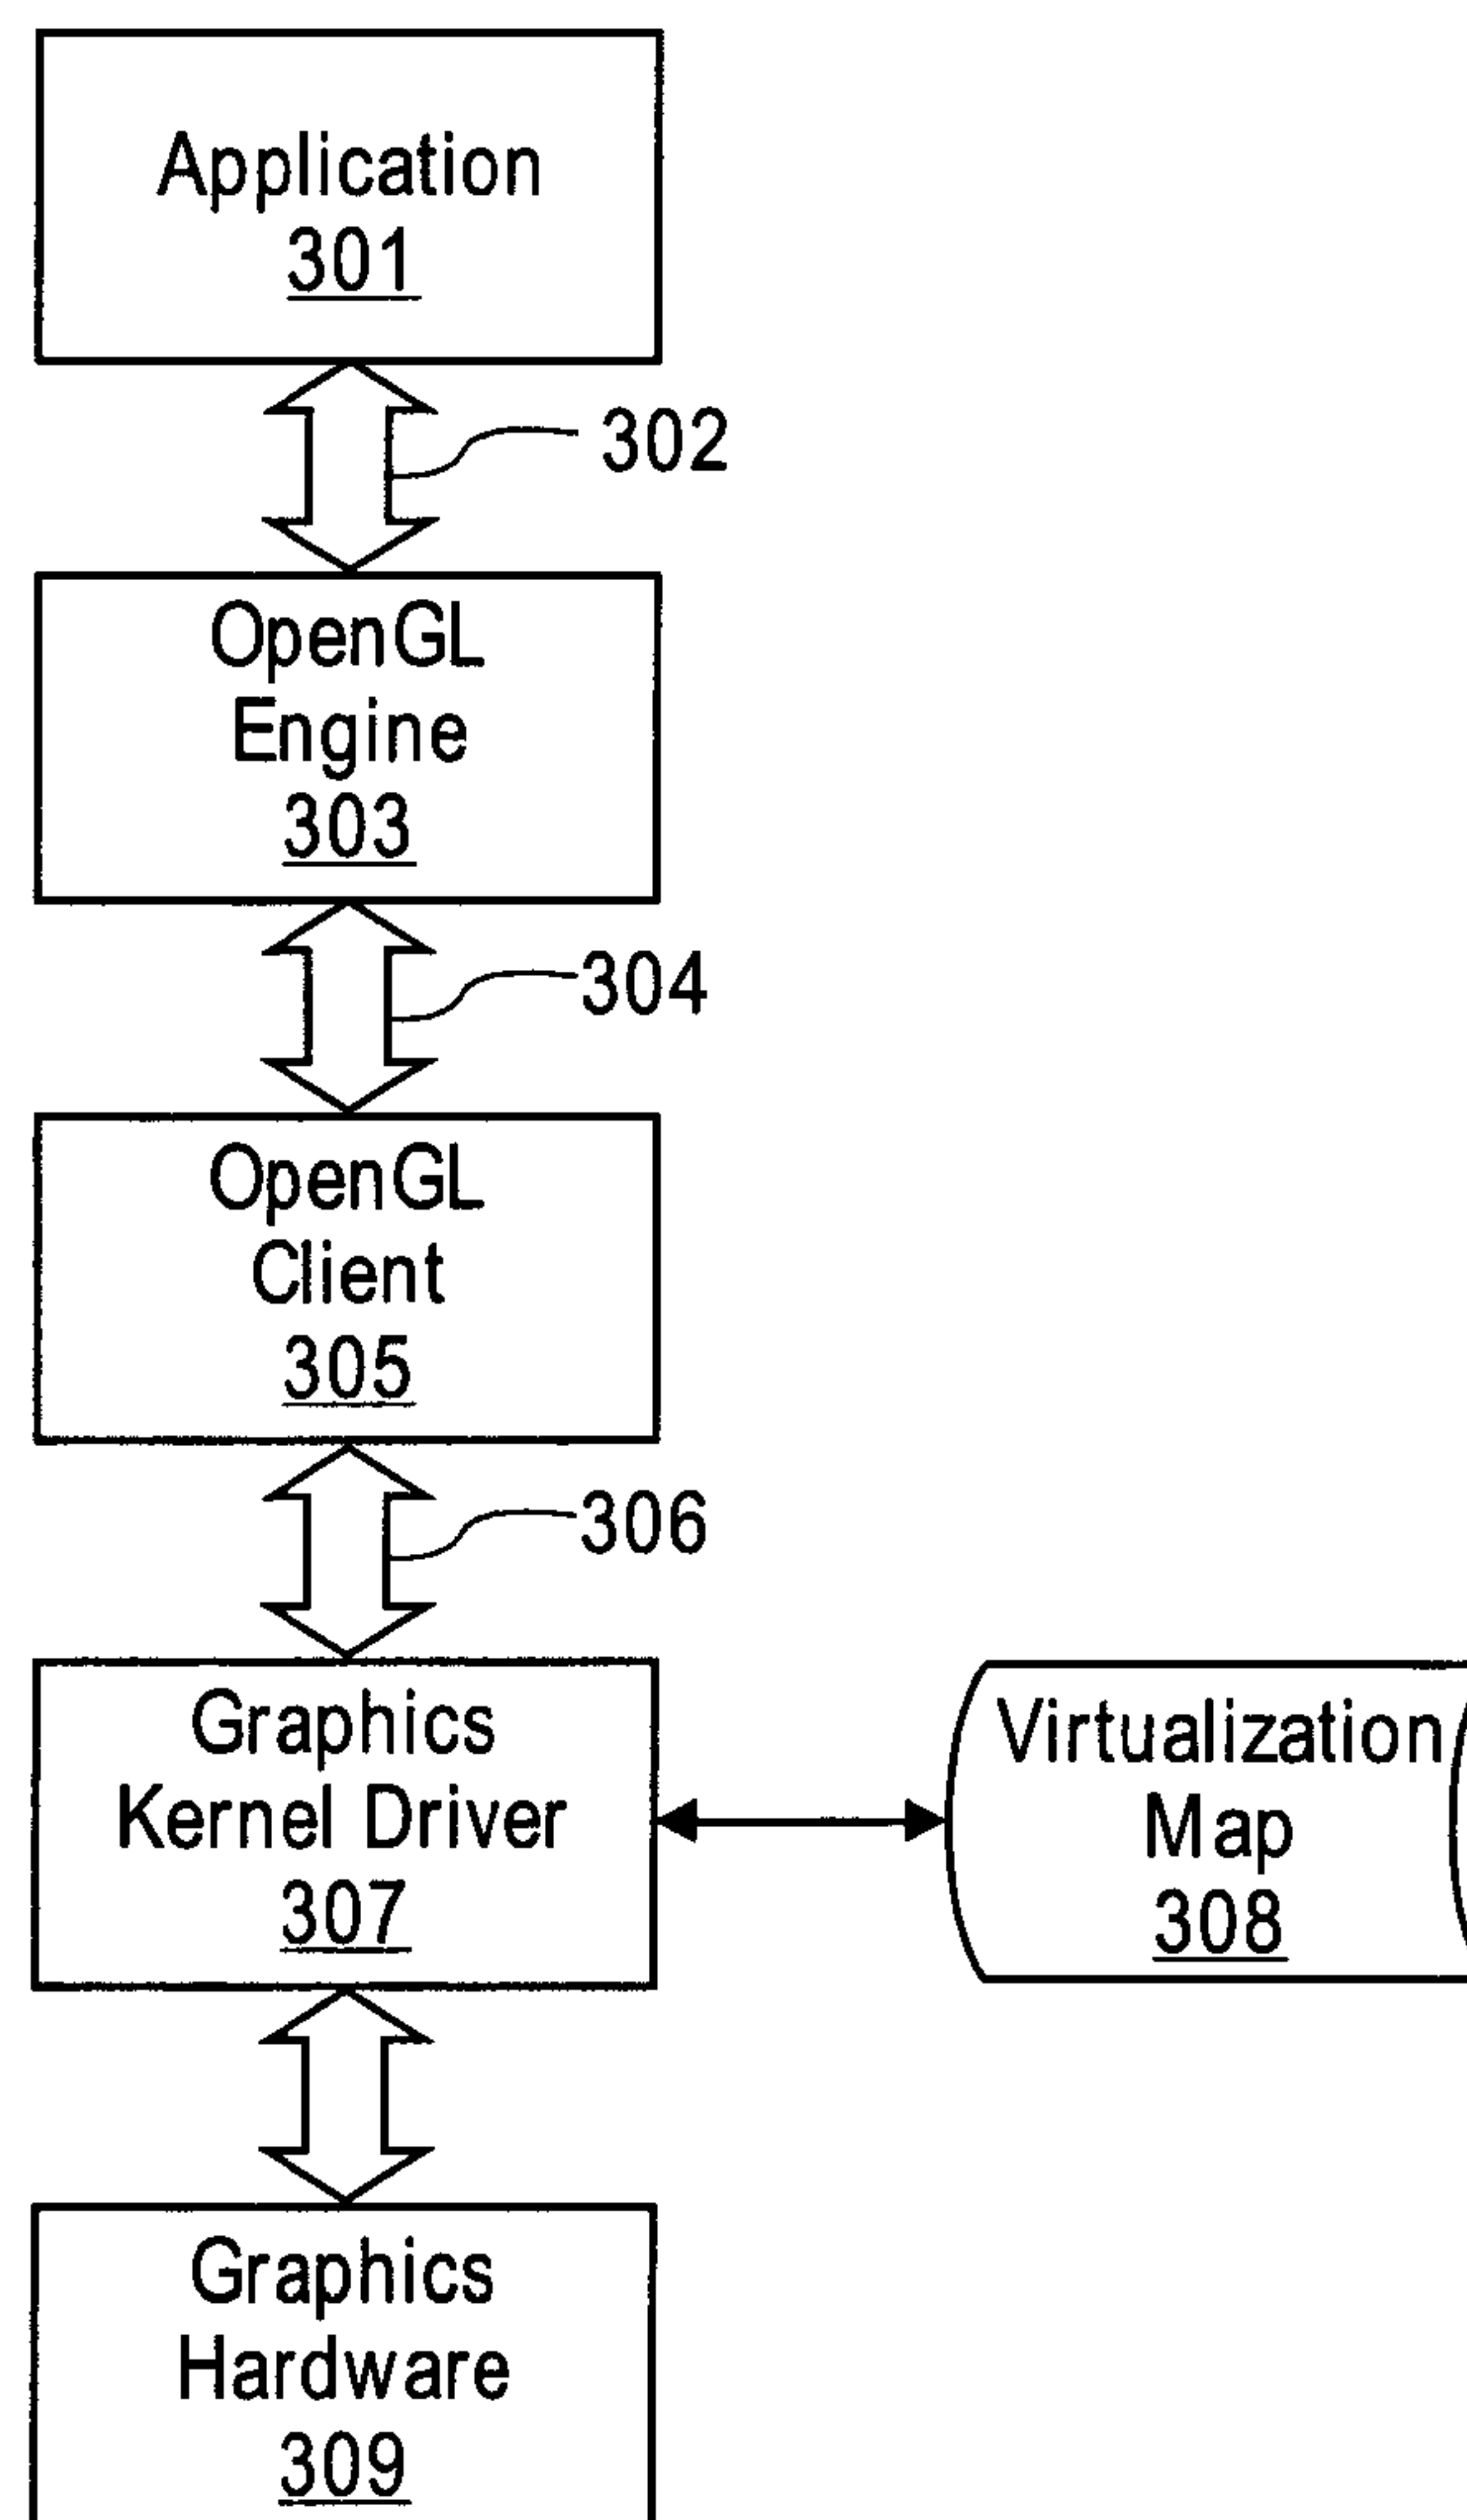 Application
301
302
OpenGL
Engine
303
304
OpenGL
Client
305
306
Graphics
Kernel Driver
307
Virtualization
Map
308
Graphics
Hardware
309